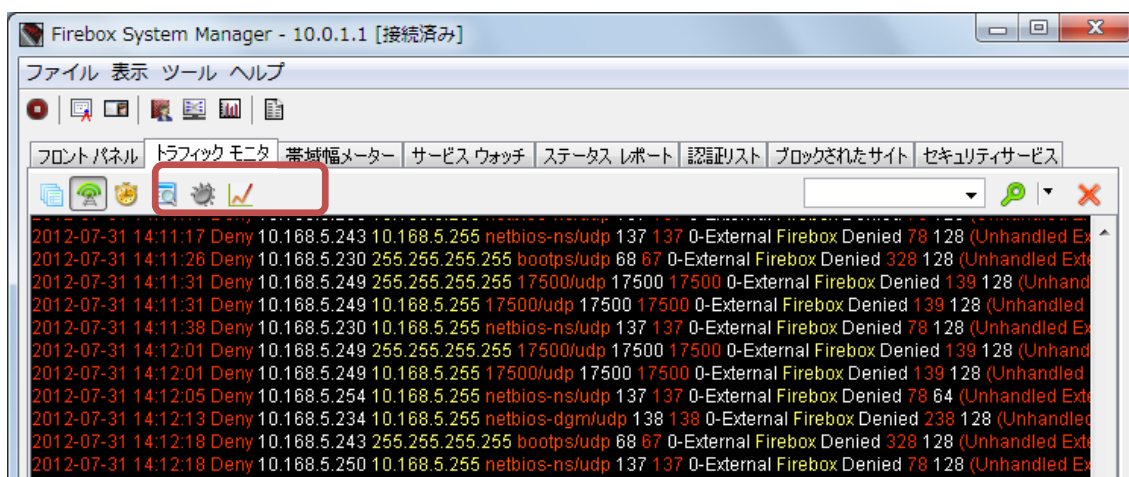 Firebox System Manager - 10.0.1.1 [接続済み]
ファイル 表示 ツール ヘルプ
フロント パネル トラフィック モニタ 帯域幅メーター サービス ウォッチ ステータス レポート 認証リスト ブロックされたサイト セキュリティサービス
2012-07-31 14:11:17 Deny 10.168.5.243 10.168.5.255 netbios-ns/udp 137 137 0-External Firebox Denied 78 128 (Unhandled Ex
2012-07-31 14:11:26 Deny 10.168.5.230 255.255.255.255 bootps/udp 68 67 0-External Firebox Denied 328 128 (Unhandled Exte
2012-07-31 14:11:31 Deny 10.168.5.249 255.255.255.255 17500/udp 17500 17500 0-External Firebox Denied 139 128 (Unhand
2012-07-31 14:11:31 Deny 10.168.5.249 10.168.5.255 17500/udp 17500 17500 0-External Firebox Denied 139 128 (Unhandled
2012-07-31 14:11:38 Deny 10.168.5.230 10.168.5.255 netbios-ns/udp 137 137 0-External Firebox Denied 78 128 (Unhandled Ex
2012-07-31 14:12:01 Deny 10.168.5.249 255.255.255.255 17500/udp 17500 17500 0-External Firebox Denied 139 128 (Unhand
2012-07-31 14:12:01 Deny 10.168.5.249 10.168.5.255 17500/udp 17500 17500 0-External Firebox Denied 139 128 (Unhandled
2012-07-31 14:12:05 Deny 10.168.5.254 10.168.5.255 netbios-ns/udp 137 137 0-External Firebox Denied 78 64 (Unhandled Exte
2012-07-31 14:12:13 Deny 10.168.5.234 10.168.5.255 netbios-dgm/udp 138 138 0-External Firebox Denied 238 128 (Unhandled
2012-07-31 14:12:18 Deny 10.168.5.243 255.255.255.255 bootps/udp 68 67 0-External Firebox Denied 328 128 (Unhandled Exte
2012-07-31 14:12:18 Deny 10.168.5.250 10.168.5.255 netbios-ns/udp 137 137 0-External Firebox Denied 78 128 (Unhandled Ex